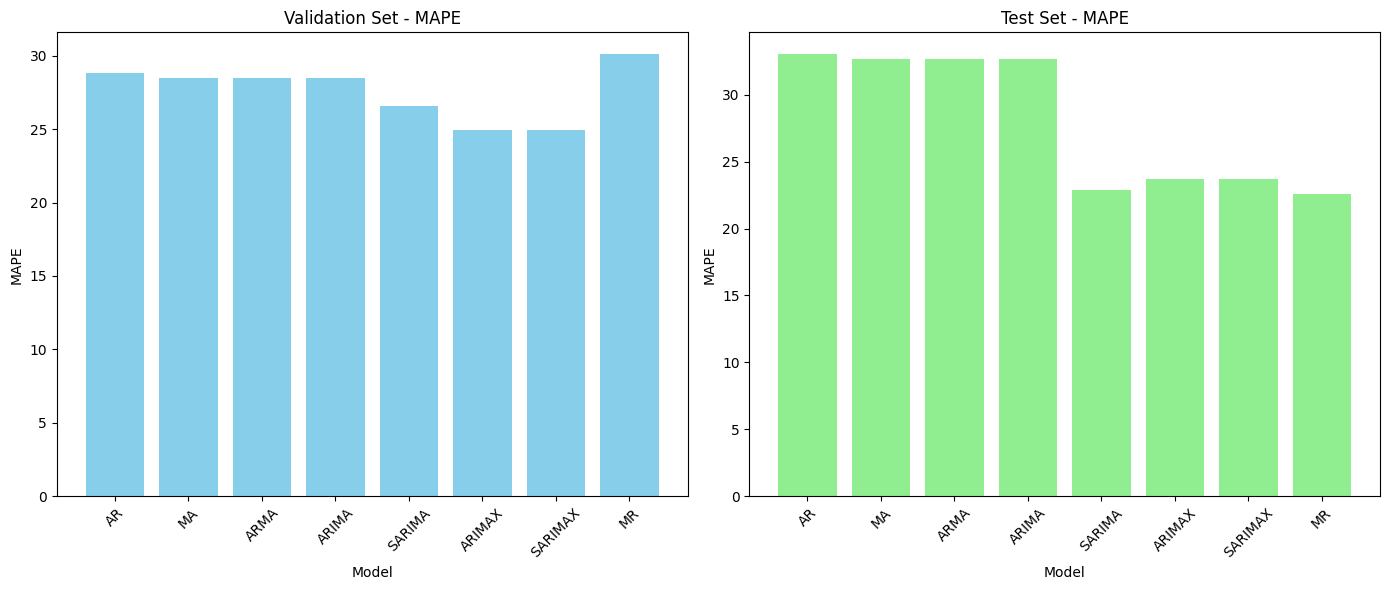 Validation Set - MAPE
30
25
20
15
10
5
0
MAPE
AR
MA
ARMA
ARIMA
SARIMA
ARIMAX
SARIMAX
MR
Model
Test Set - MAPE
30
25
20
15
10
5
0
MAPE
AR
MA
ARMA
ARIMA
SARIMA
ARIMAX
SARIMAX
MR
Model